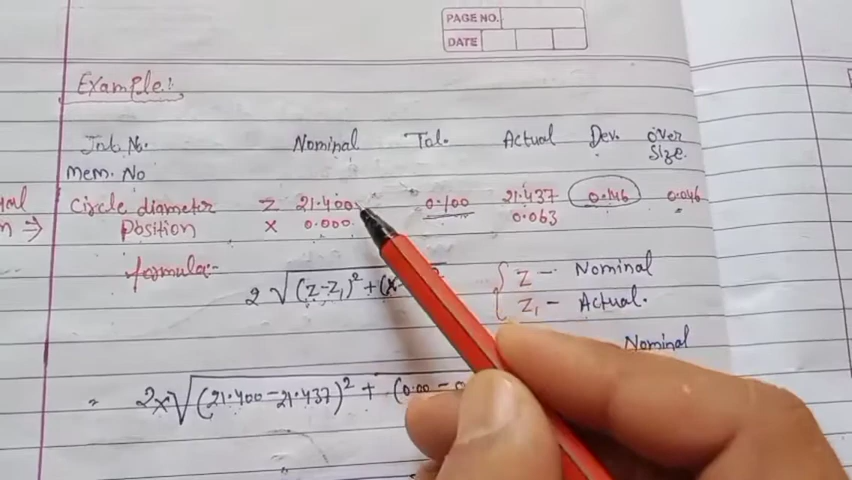 PAGE NO.
DATE
Example:
Int. No. Nominal Tol. Actual Dev. over size.
Mem. No
Circle diameter Z 21.400 0.100 21.437 0.146 0.046
Position X 0.000 0.063
formula:-
2√(Z-Z₁)² + (X 2
Z - Nominal
Z₁ - Actual.
Nominal
2x√(21.400-21.437)² + (0.00 -